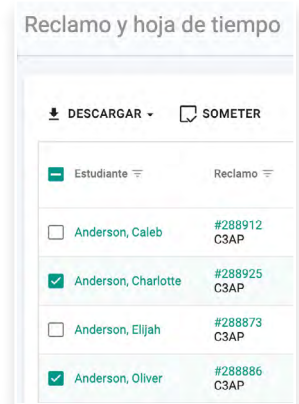 Reclamo y hoja de tiempo
DESCARGAR SOMETER
Estudiante Reclamo
Anderson, Caleb #288912
C3AP
Anderson, Charlotte #288925
C3AP
Anderson, Elijah #288873
C3AP
Anderson, Oliver #288886
C3AP